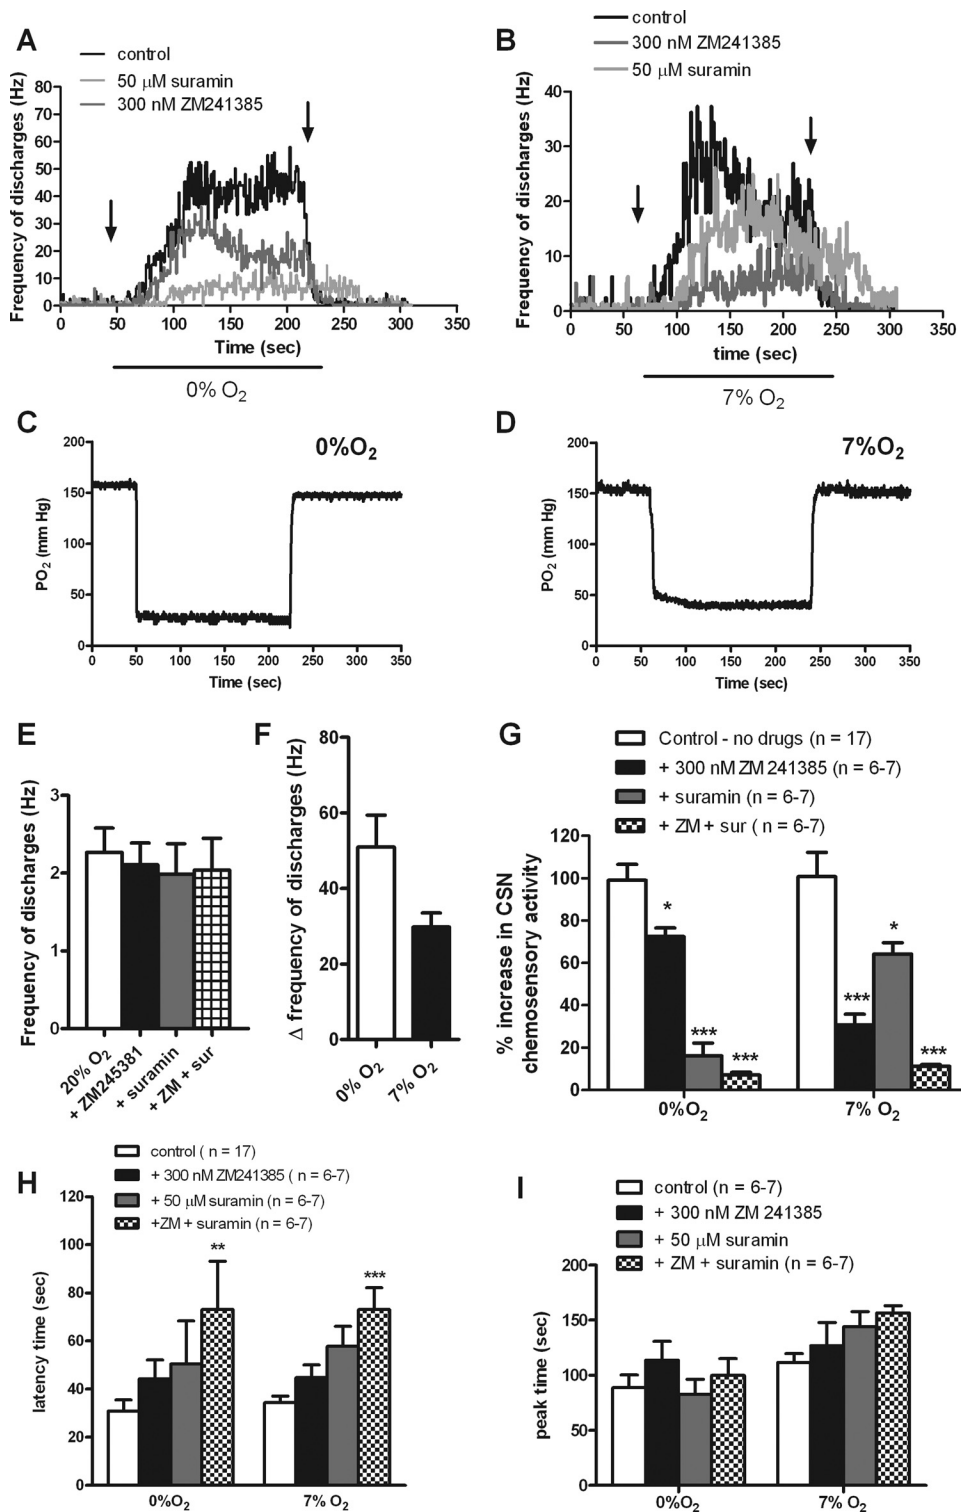 A
control
50 μM suramin
300 nM ZM241385
Frequency of discharges (Hz)
80
70
60
50
40
30
20
10
0
0 50 100 150 200 250 300 350
Time (sec)
0% O2
B
control
300 nM ZM241385
50 μM suramin
Frequency of discharges (Hz)
40
30
20
10
0
0 50 100 150 200 250 300 350
time (sec)
7% O2
C
0%O2
PO2 (mm Hg)
200
150
100
50
0
0 50 100 150 200 250 300 350
Time (sec)
D
7%O2
PO2 (mm Hg)
200
150
100
50
0
0 50 100 150 200 250 300 350
Time (sec)
E
Frequency of discharges (Hz)
3
2
1
0
20% O2
+ ZM245381
+ suramin
+ ZM + sur
F
Δ frequency of discharges (Hz)
80
60
40
20
0
0% O2
7% O2
G
Control - no drugs (n = 17)
+ 300 nM ZM 241385 (n = 6-7)
+ suramin (n = 6-7)
+ ZM + sur ( n = 6-7)
% increase in CSN
chemosensory activity
120
100
80
60
40
20
0
* *** ***
*** * ***
0%O2 7% O2
H
control ( n = 17)
+ 300 nM ZM241385 ( n = 6-7)
+ 50 μM suramin (n = 6-7)
+ZM + suramin (n = 6-7)
latency time (sec)
120
100
80
60
40
20
0
** ***
0%O2 7% O2
I
control (n = 6-7)
+ 300 nM ZM 241385
+ 50 μM suramin
+ ZM + suramin (n = 6-7)
peak time (sec)
200
150
100
50
0
0%O2 7% O2